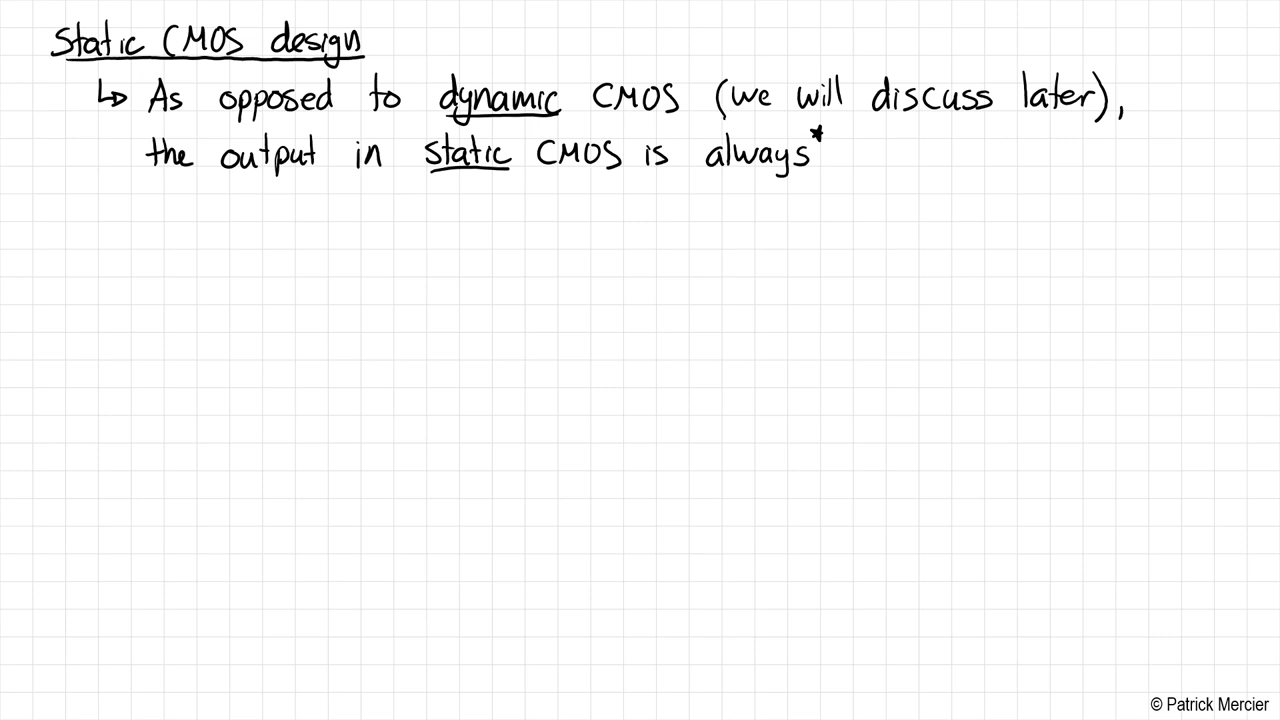 Static CMOS design
↳ As opposed to dynamic CMOS (we will discuss later),
the output in static CMOS is always*
© Patrick Mercier